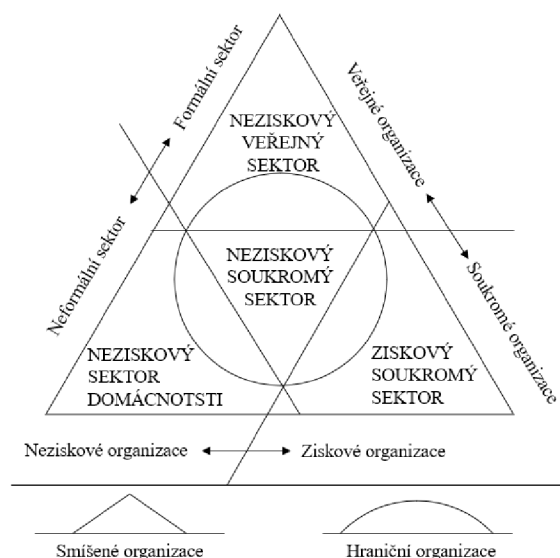 Formální sektor
Veřejné organizace
NEZISKOVÝ
VEŘEJNÝ
SEKTOR
Neformální sektor
NEZISKOVÝ
SOUKROMÝ
SEKTOR
Soukromé organizace
NEZISKOVÝ
SEKTOR
DOMÁCNOTSTI
ZISKOVÝ
SOUKROMÝ
SEKTOR
Neziskové organizace
Ziskové organizace
Smíšené organizace
Hraniční organizace